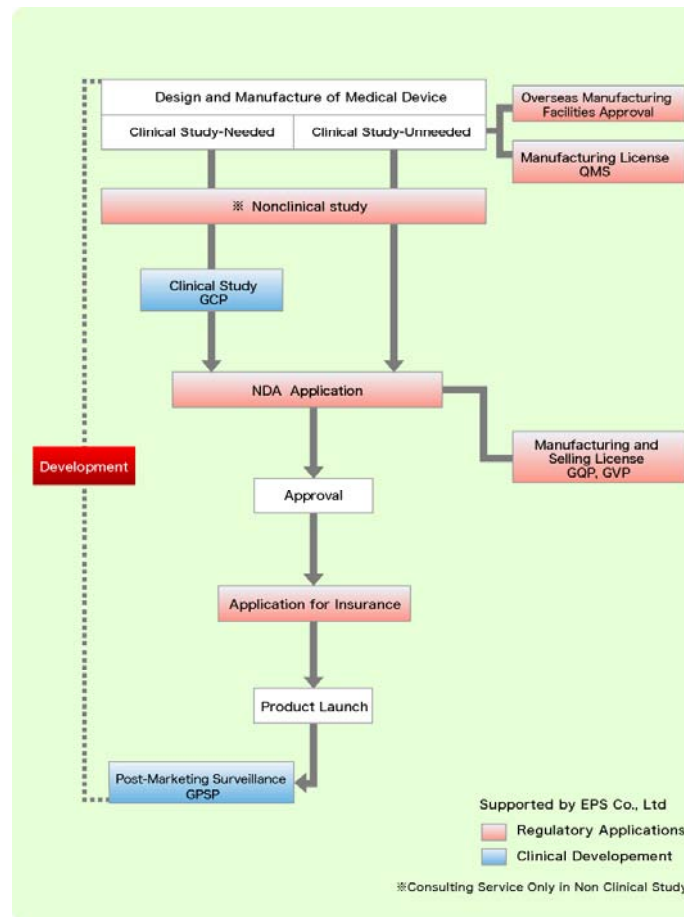 Design and Manufacture of Medical Device
Clinical Study-Needed
Clinical Study-Unneeded
Overseas Manufacturing
Facilities Approval
Manufacturing License
QMS
※ Nonclinical study
Clinical Study
GCP
NDA Application
Manufacturing and
Selling License
GQP, GVP
Development
Approval
Application for Insurance
Product Launch
Post-Marketing Surveillance
GPSP
Supported by EPS Co., Ltd
Regulatory Applications
Clinical Developement
※Consulting Service Only in Non Clinical Study